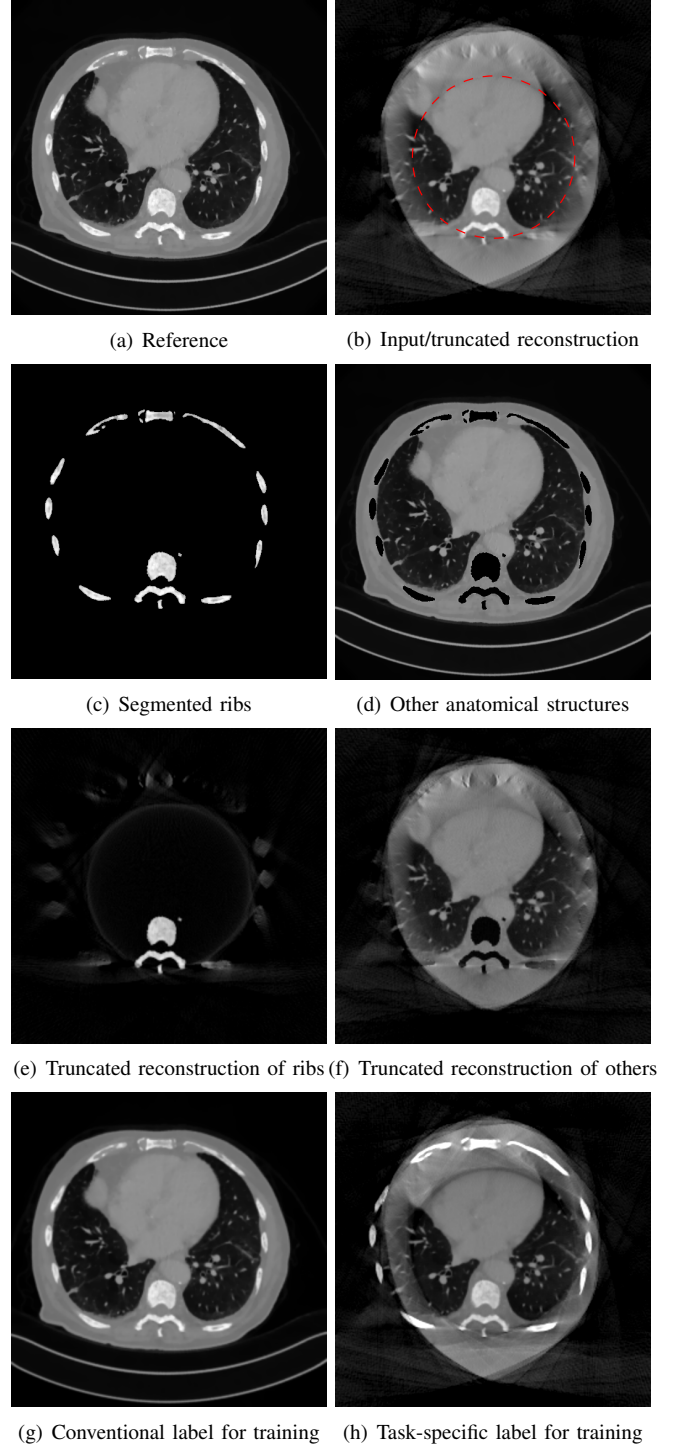 (a) Reference
(b) Input/truncated reconstruction
(c) Segmented ribs
(d) Other anatomical structures
(e) Truncated reconstruction of ribs
(f) Truncated reconstruction of others
(g) Conventional label for training
(h) Task-specific label for training